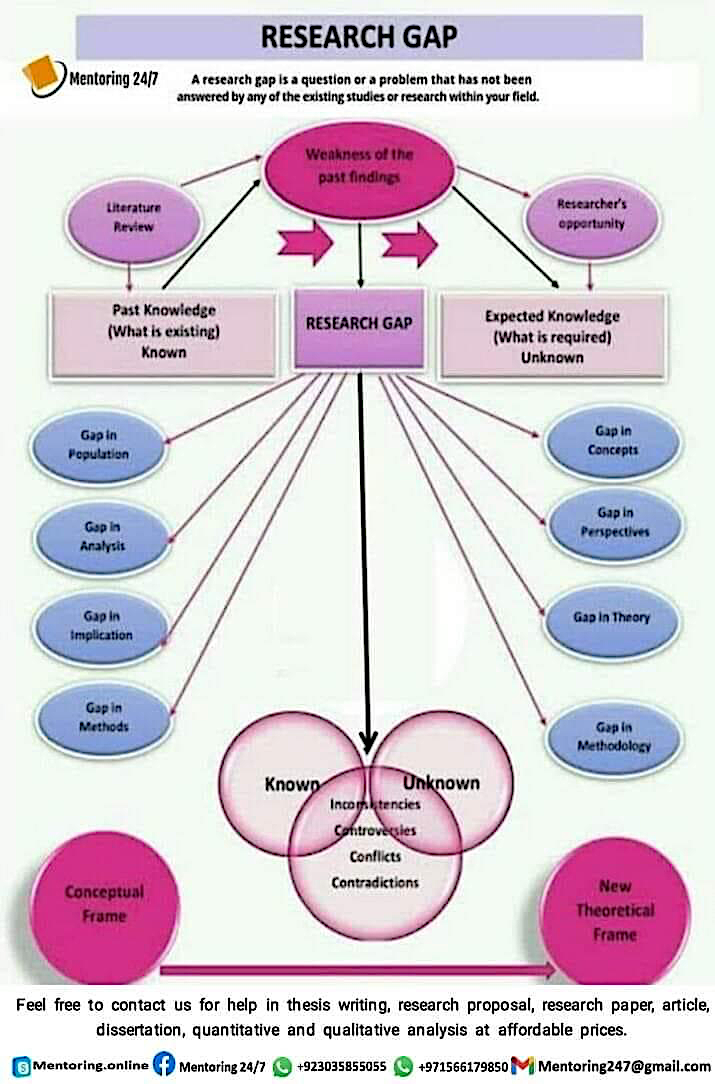 RESEARCH GAP
Mentoring 24/7
A research gap is a question or a problem that has not been
answered by any of the existing studies or research within your field.
Weakness of the
past findings
Literature
Review
Researcher's
opportunity
Past Knowledge
(What is existing)
Known
RESEARCH GAP
Expected Knowledge
(What is required)
Unknown
Gap in
Population
Gap in
Concepts
Gap in
Analysis
Gap in
Perspectives
Gap in
Implication
Gap in Theory
Gap in
Methods
Gap in
Methodology
Known
Unknown
Inconsistencies
Controversies
Conflicts
Contradictions
Conceptual
Frame
New
Theoretical
Frame
Feel free to contact us for help in thesis writing, research proposal, research paper, article,
dissertation, quantitative and qualitative analysis at affordable prices.
Mentoring.online Mentoring 24/7 +923035855055 +971566179850 Mentoring247@gmail.com